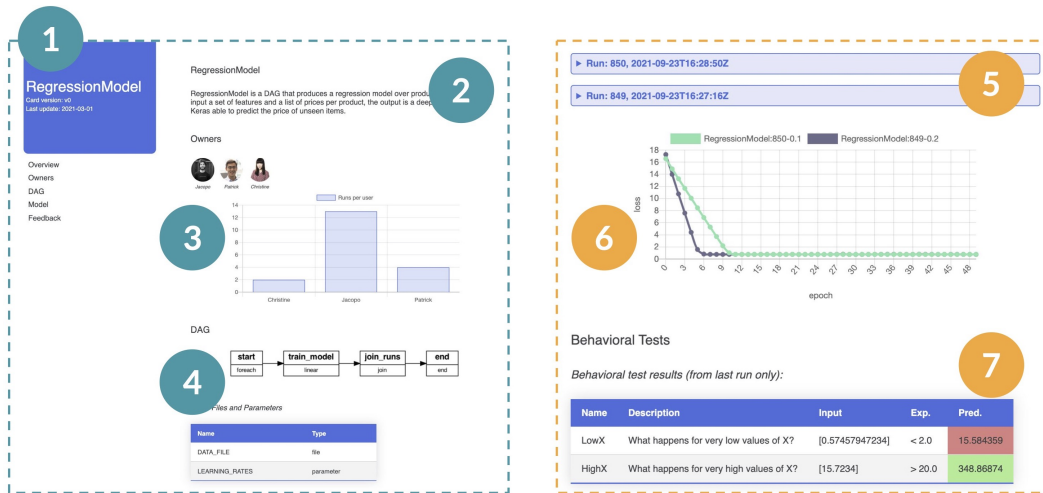 1
RegressionModel
Card version: v0
Last update: 2021-03-01
Overview
Owners
DAG
Model
Feedback
2
RegressionModel
RegressionModel is a DAG that produces a regression model over
input a set of features and a list of prices per product, the output is a
Keras able to predict the price of unseen items.
Owners
Jacopo Patrick Christine
3
Runs per user
14
12
10
8
6
4
2
0
Christine Jacopo Patrick
DAG
4
start train_model join_runs end
foreach linear join end
Files and Parameters
Name Type
DATA_FILE file
LEARNING_RATES parameter
5
Run: 850, 2021-09-23T16:28:50Z
Run: 849, 2021-09-23T16:27:16Z
6
RegressionModel:850-0.1 RegressionModel:849-0.2
18
16
14
12
10
8
6
4
2
0
loss
0 3 6 9 12 15 18 21 24 27 30 33 36 39 42 45 48
epoch
7
Behavioral Tests
Behavioral test results (from last run only):
Name Description Input Exp. Pred.
LowX What happens for very low values of X? [0.57457947234] < 2.0 15.584359
HighX What happens for very high values of X? [15.7234] > 20.0 348.86874